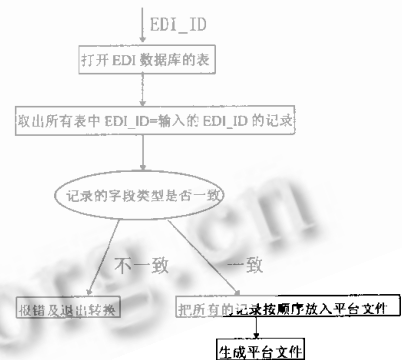 EDI_ID
打开EDI数据库的表
取出所有表中EDI_ID=输入的EDI_ID的记录
记录的字段类型是否一致
不一致 一致
报错及退出转换 把所有的记录按顺序放入平台文件
生成平台文件
org.cn